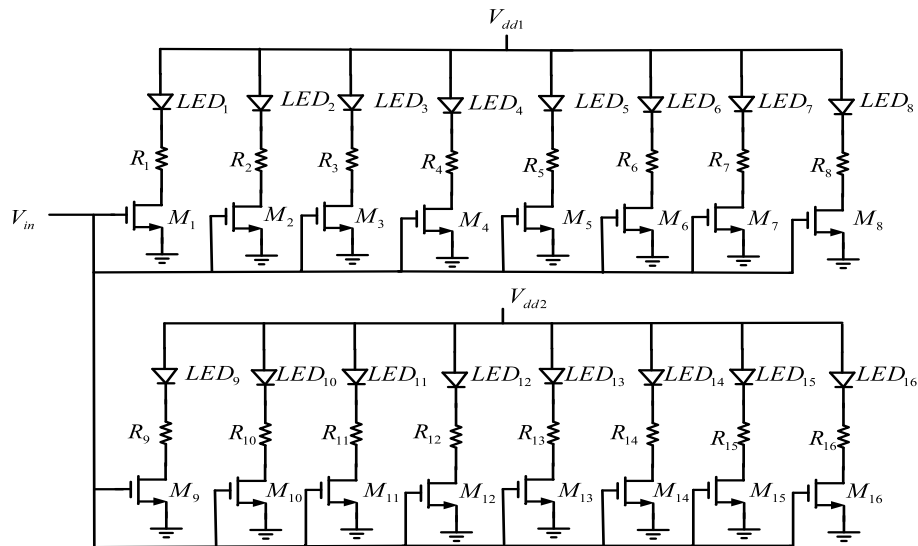 V_dd1
LED_1 LED_2 LED_3 LED_4 LED_5 LED_6 LED_7 LED_8
R_1 R_2 R_3 R_4 R_5 R_6 R_7 R_8
V_in M_1 M_2 M_3 M_4 M_5 M_6 M_7 M_8
V_dd2
LED_9 LED_10 LED_11 LED_12 LED_13 LED_14 LED_15 LED_16
R_9 R_10 R_11 R_12 R_13 R_14 R_15 R_16
M_9 M_10 M_11 M_12 M_13 M_14 M_15 M_16